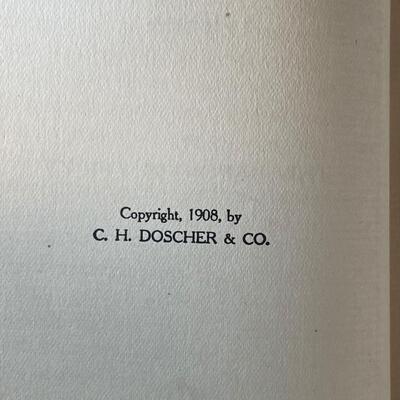 Copyright, 1908, by
C. H. DOSCHER & CO.